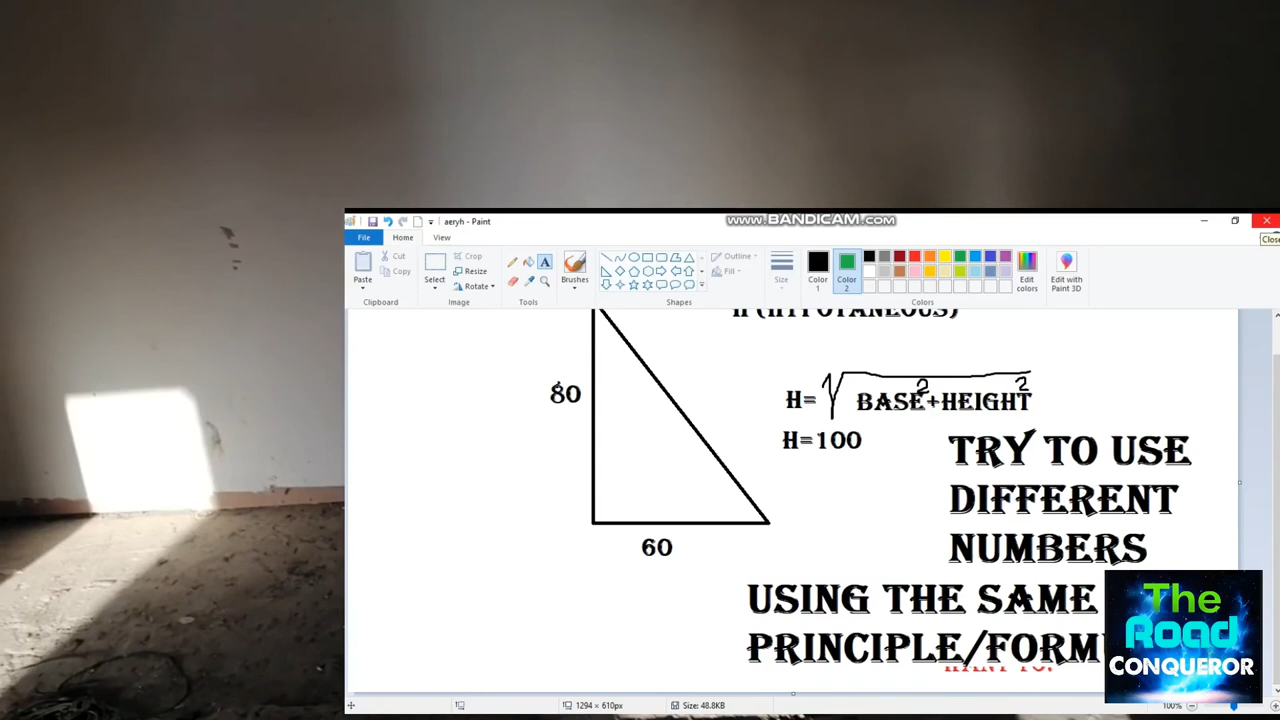 aeryh - Paint
www.BANDICAM.com
File Home View
Close
Cut
Copy
Paste
Clipboard
Select
Crop
Resize
Rotate
Image
Tools
Brushes
Shapes
Outline
Fill
Size
Color 1
Color 2
Colors
Edit colors
Edit with Paint 3D
H (HYPOTANEOUS)
80
H= √ BASE²+HEIGHT²
H=100
60
TRY TO USE
DIFFERENT
NUMBERS
USING THE SAME
PRINCIPLE/FORMU
The
Road
CONQUEROR
1294 × 610px
Size: 48.8KB
100%